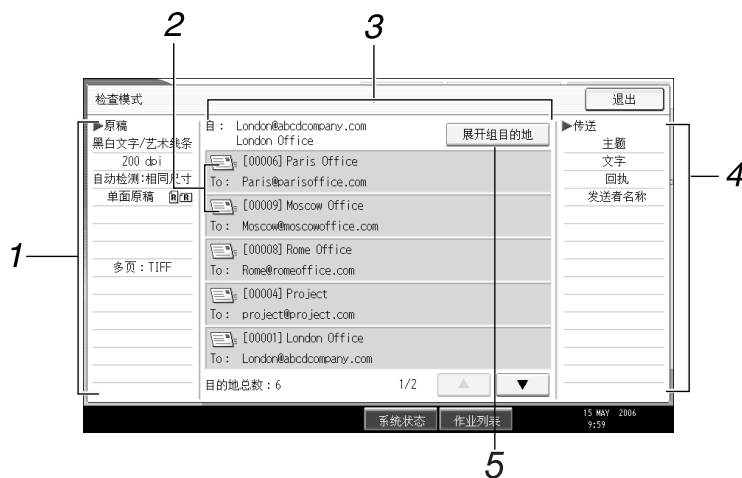 2
3
检查模式
退出
1
▶原稿
黑白文字/艺术线条
200 dpi
自动检测:相同尺寸
单面原稿 R R
多页:TIFF
自: London@abcdcompany.com
London Office
展开组目的地
[00006] Paris Office
To: Paris@parisoffice.com
[00009] Moscow Office
To: Moscow@moscowoffice.com
[00008] Rome Office
To: Rome@romeoffice.com
[00004] Project
To: project@project.com
[00001] London Office
To: London@abcdcompany.com
目的地总数:6 1/2 ▲ ▼
▶传送
主题
文字
回执
发送者名称
4
系统状态 作业列表
15 MAY 2006
9:59
5